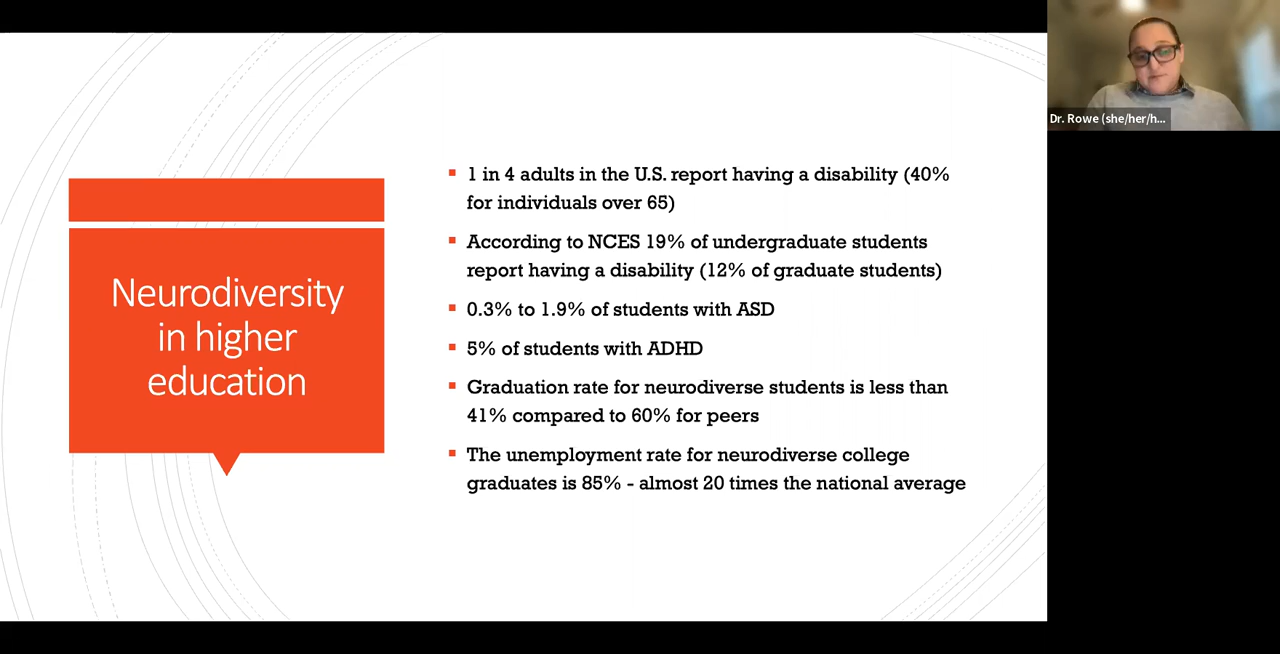 Neurodiversity
in higher
education
1 in 4 adults in the U.S. report having a disability (40%
for individuals over 65)
According to NCES 19% of undergraduate students
report having a disability (12% of graduate students)
0.3% to 1.9% of students with ASD
5% of students with ADHD
Graduation rate for neurodiverse students is less than
41% compared to 60% for peers
The unemployment rate for neurodiverse college
graduates is 85% - almost 20 times the national average
Dr. Rowe (she/her/h...